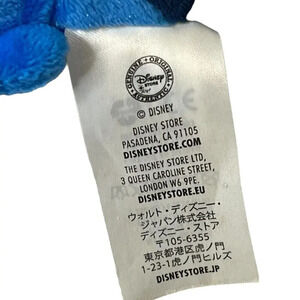 GENUINE · ORIGINAL
Disney
STORE
© DISNEY
DISNEY STORE
PASADENA, CA 91105
DISNEYSTORE.COM
THE DISNEY STORE LTD,
3 QUEEN CAROLINE STREET,
LONDON W6 9PE.
DISNEYSTORE.EU
ウォルト・ディズニー・
ジャパン株式会社
ディズニー・ストア
〒105-6355
東京都港区虎ノ門
1-23-1虎ノ門ヒルズ
DISNEYSTORE.JP